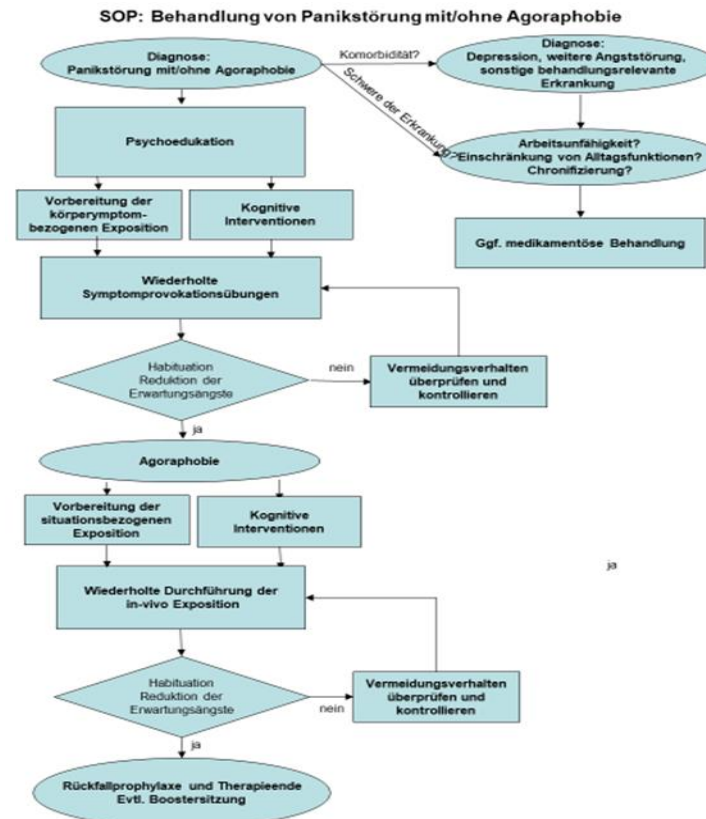 SOP: Behandlung von Panikstörung mit/ohne Agoraphobie
Diagnose:
Panikstörung mit/ohne Agoraphobie
Komorbidität?
Schwere der Erkrankung?
Diagnose:
Depression, weitere Angststörung,
sonstige behandlungsrelevante
Erkrankung
Psychoedukation
Arbeitsunfähigkeit?
Einschränkung von Alltagsfunktionen?
Chronifizierung?
Vorbereitung der
körperymptom-
bezogenen Exposition
Kognitive
Interventionen
Ggf. medikamentöse Behandlung
Wiederholte
Symptomprovokationsübungen
Habituation
Reduktion der
Erwartungsängste
nein
Vermeidungsverhalten
überprüfen und
kontrollieren
ja
Agoraphobie
Vorbereitung der
situationsbezogenen
Exposition
Kognitive
Interventionen
ja
Wiederholte Durchführung der
in-vivo Exposition
Habituation
Reduktion der
Erwartungsängste
nein
Vermeidungsverhalten
überprüfen und
kontrollieren
ja
Rückfallprophylaxe und Therapieende
Evtl. Boostersitzung